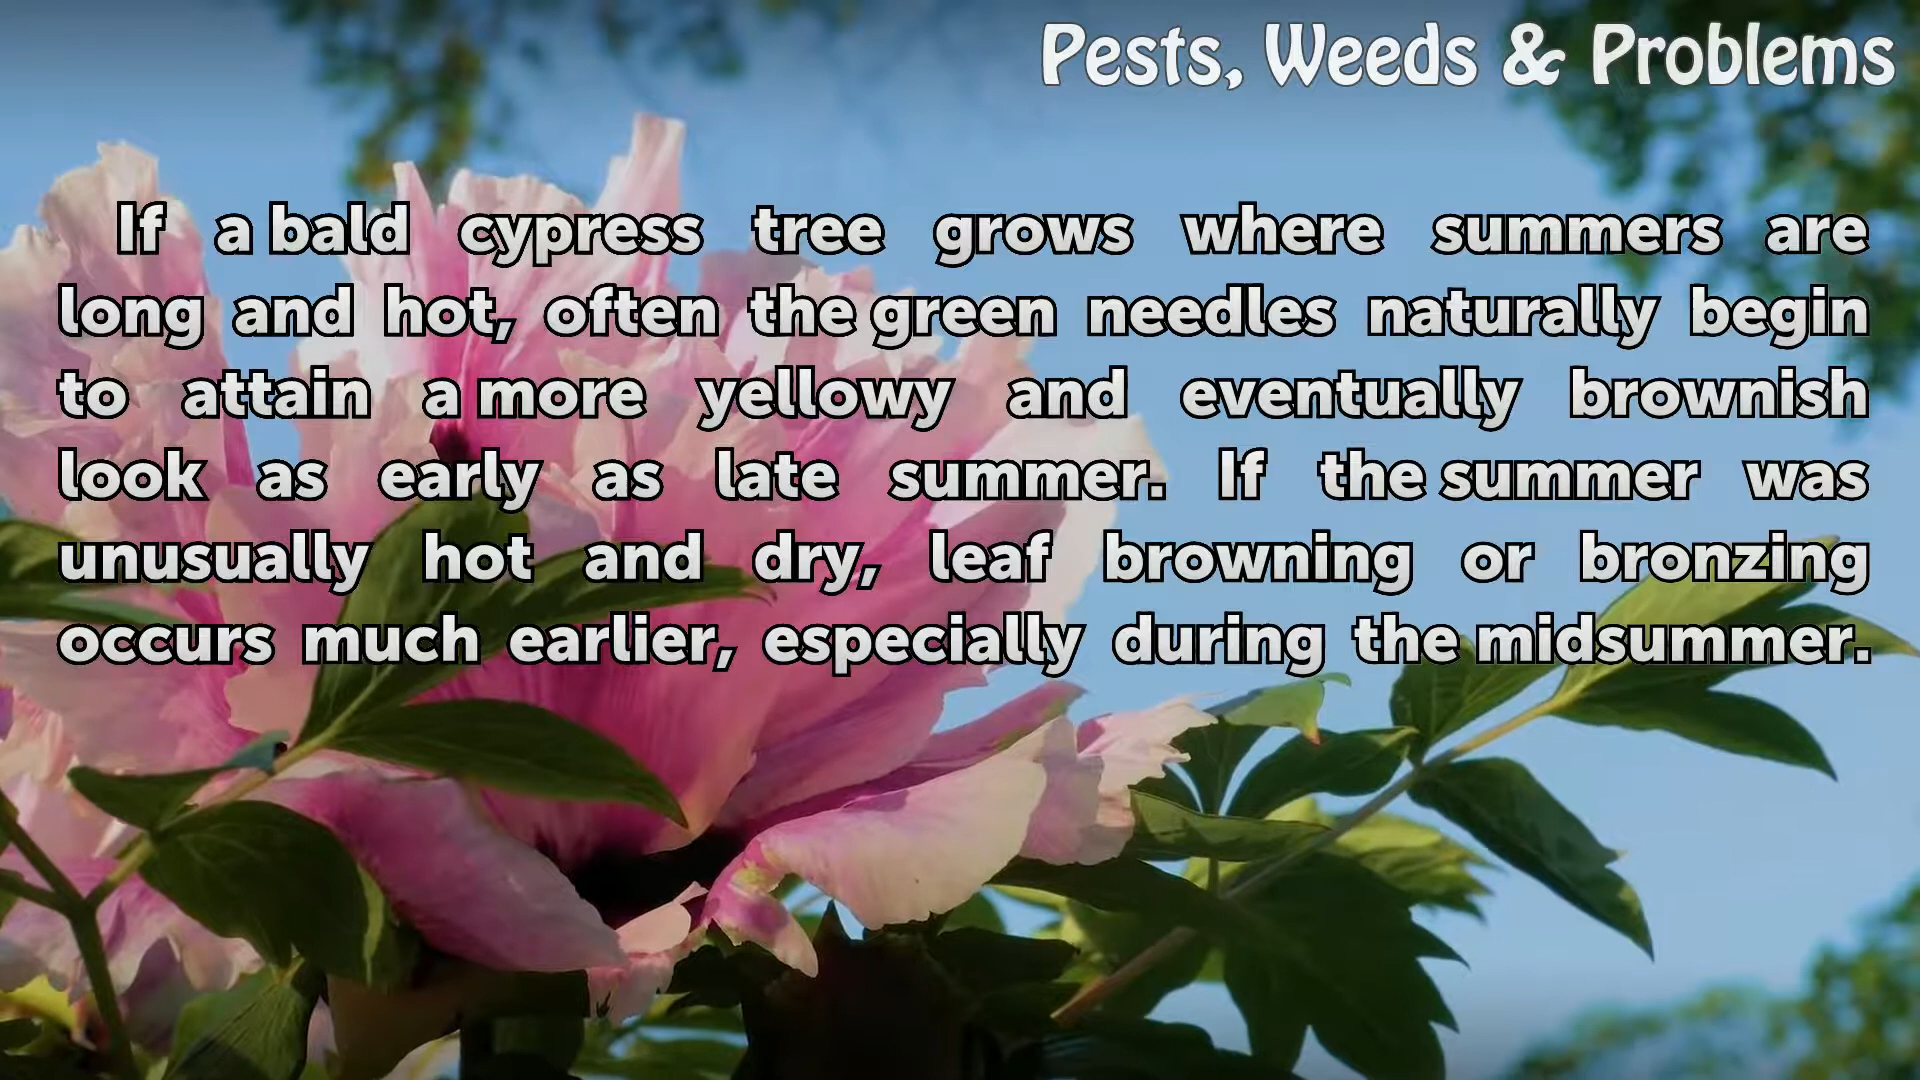 Pests, Weeds & Problems
If a bald cypress tree grows where summers are
long and hot, often the green needles naturally begin
to attain a more yellowy and eventually brownish
look as early as late summer. If the summer was
unusually hot and dry, leaf browning or bronzing
occurs much earlier, especially during the midsummer.